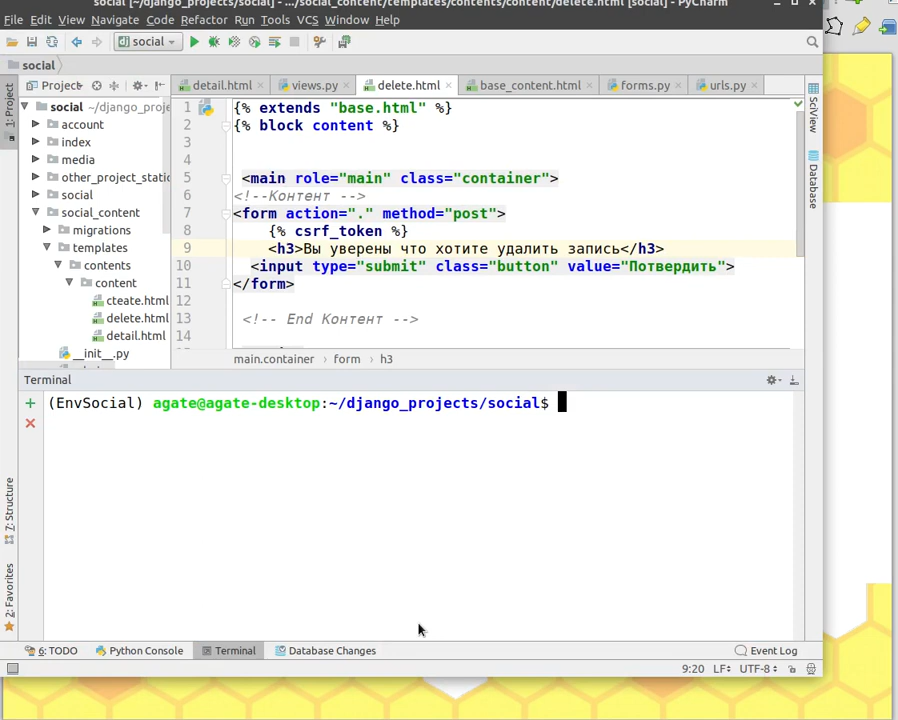 social [~/django_projects/social] - .../social_content/templates/contents/content/delete.html [social] - PyCharm
File Edit View Navigate Code Refactor Run Tools VCS Window Help
social
social
Project detail.html views.py delete.html base_content.html forms.py urls.py
social ~/django_proje
account
index
media
other_project_stati
social
social_content
migrations
templates
contents
content
cteate.html
delete.html
detail.html
__init__.py
1 {% extends "base.html" %}
2 {% block content %}
3
4
5 <main role="main" class="container">
6 <!--Контент -->
7 <form action="." method="post">
8 {% csrf_token %}
9 <h3>Вы уверены что хотите удалить запись</h3>
10 <input type="submit" class="button" value="Потвердить">
11 </form>
12
13 <!-- End Контент -->
14
main.container form h3
1: Project
7: Structure
2: Favorites
SciView
Database
Terminal
(EnvSocial) agate@agate-desktop:~/django_projects/social$
6: TODO Python Console Terminal Database Changes Event Log
9:20 LF UTF-8